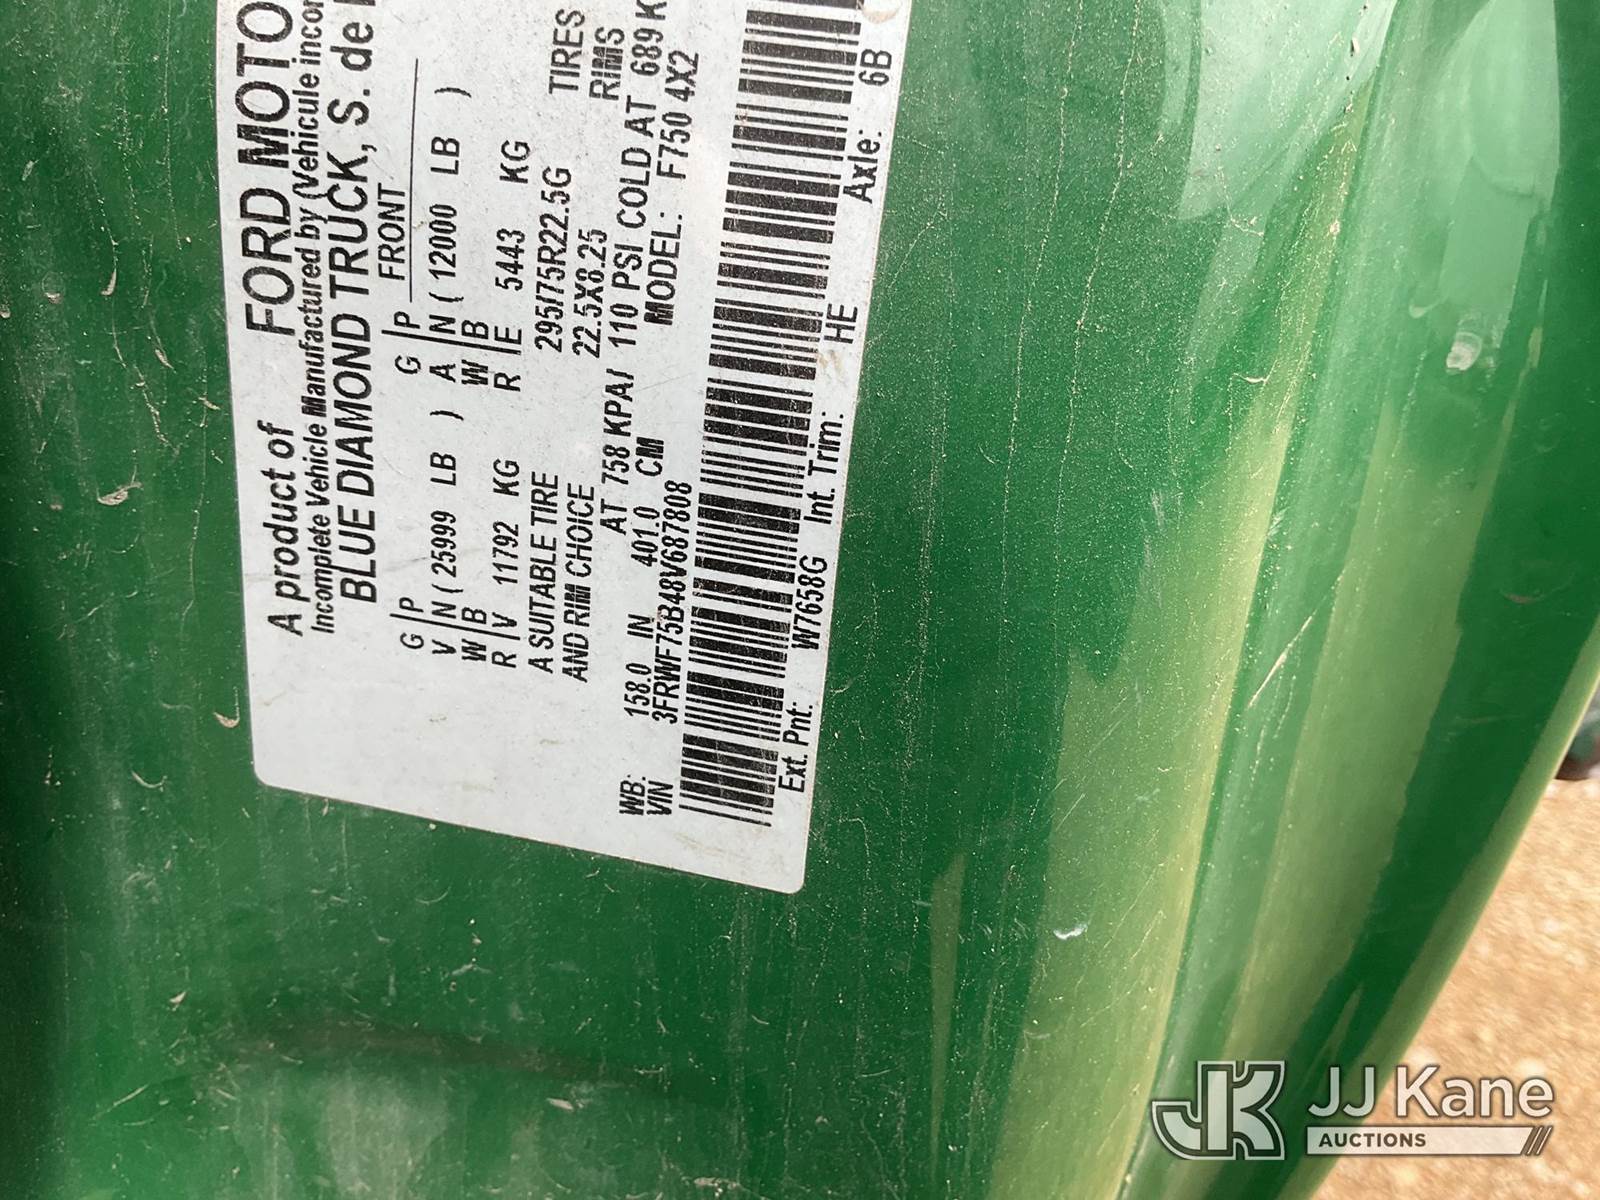 A product of FORD MOTO
Incomplete Vehicle Manufactured by (Vehicule incor
BLUE DIAMOND TRUCK, S. de
FRONT
G P G P
V N ( 25999 LB ) A N ( 12000 LB )
W B W B
R V 11792 KG R E 5443 KG
A SUITABLE TIRE 295/75R22.5G TIRES
AND RIM CHOICE 22.5X8.25 RIMS
AT 758 KPA/ 110 PSI COLD AT 689 K
WB: 158.0 IN 401.0 CM MODEL: F750 4X2
VIN 3FRWF75B48V687808
Ext. Pnt: W7658G Int. Trim: HE Axle: 6B
JK JJ Kane
AUCTIONS